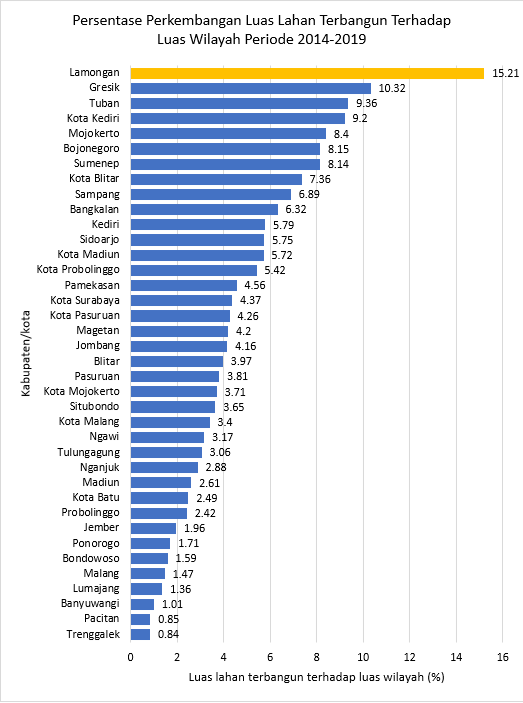 Persentase Perkembangan Luas Lahan Terbangun Terhadap
Luas Wilayah Periode 2014-2019
Kabupaten/kota
Lamongan 15.21
Gresik 10.32
Tuban 9.36
Kota Kediri 9.2
Mojokerto 8.4
Bojonegoro 8.15
Sumenep 8.14
Kota Blitar 7.36
Sampang 6.89
Bangkalan 6.32
Kediri 5.79
Sidoarjo 5.75
Kota Madiun 5.72
Kota Probolinggo 5.42
Pamekasan 4.56
Kota Surabaya 4.37
Kota Pasuruan 4.26
Magetan 4.2
Jombang 4.16
Blitar 3.97
Pasuruan 3.81
Kota Mojokerto 3.71
Situbondo 3.65
Kota Malang 3.4
Ngawi 3.17
Tulungagung 3.06
Nganjuk 2.88
Madiun 2.61
Kota Batu 2.49
Probolinggo 2.42
Jember 1.96
Ponorogo 1.71
Bondowoso 1.59
Malang 1.47
Lumajang 1.36
Banyuwangi 1.01
Pacitan 0.85
Trenggalek 0.84
0 2 4 6 8 10 12 14 16
Luas lahan terbangun terhadap luas wilayah (%)